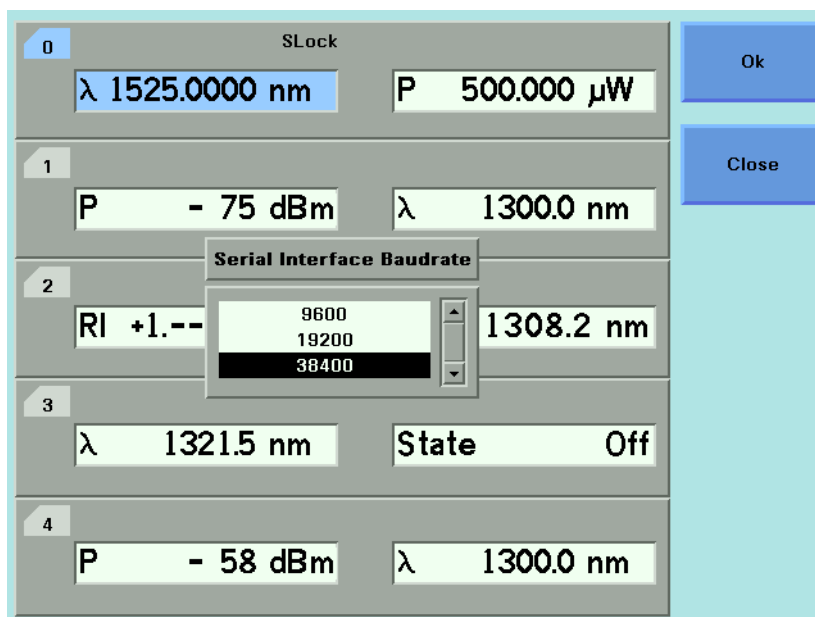 0
SLock
λ 1525.0000 nm
P 500.000 µW
Ok
1
P - 75 dBm
λ 1300.0 nm
Close
Serial Interface Baudrate
2
RI +1.--
1308.2 nm
9600
19200
38400
3
λ 1321.5 nm
State Off
4
P - 58 dBm
λ 1300.0 nm